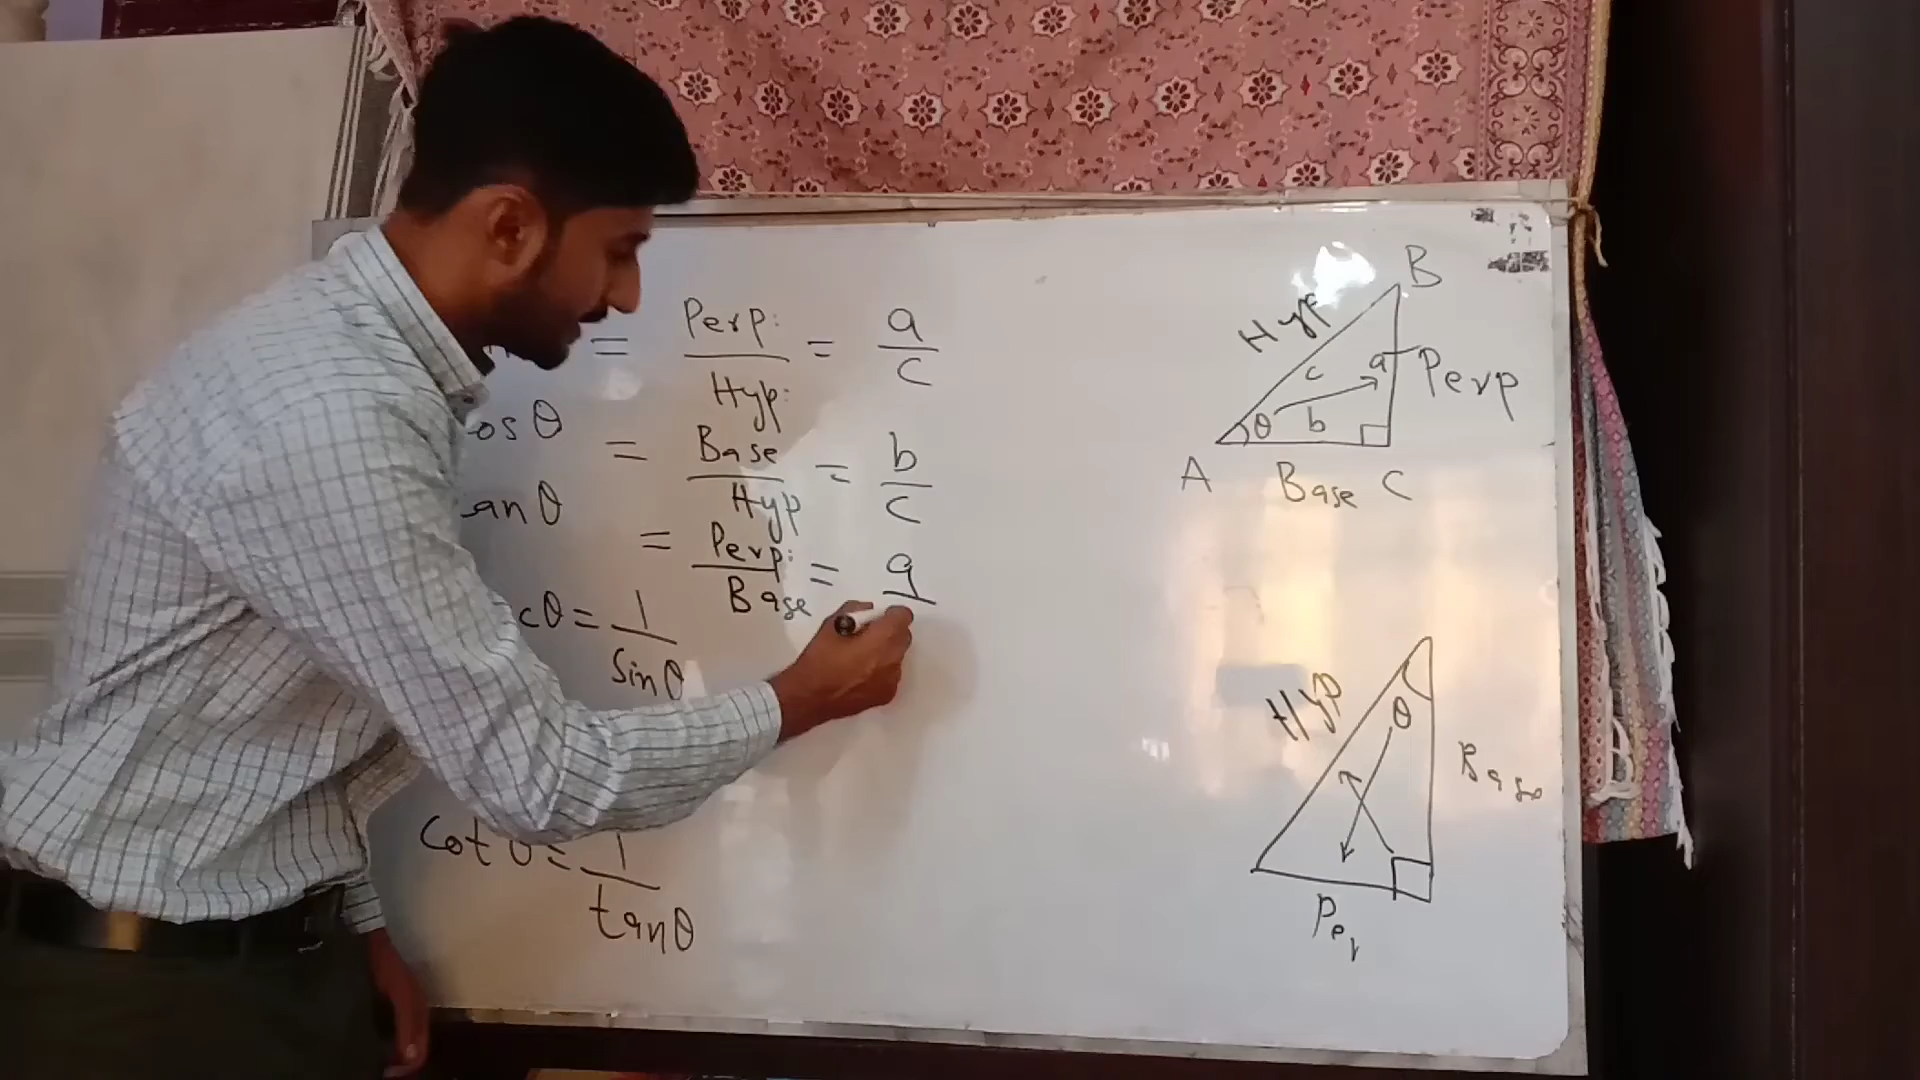 = Perp: = a
Hyp: c
os θ = Base = b
Hyp c
an θ = Perp: = a
Base
cθ = 1
Sinθ
Cot θ = 1
tanθ
B
Hyp
c
a
Perp
θ
b
A
Base
C
Hyp
θ
Base
Per